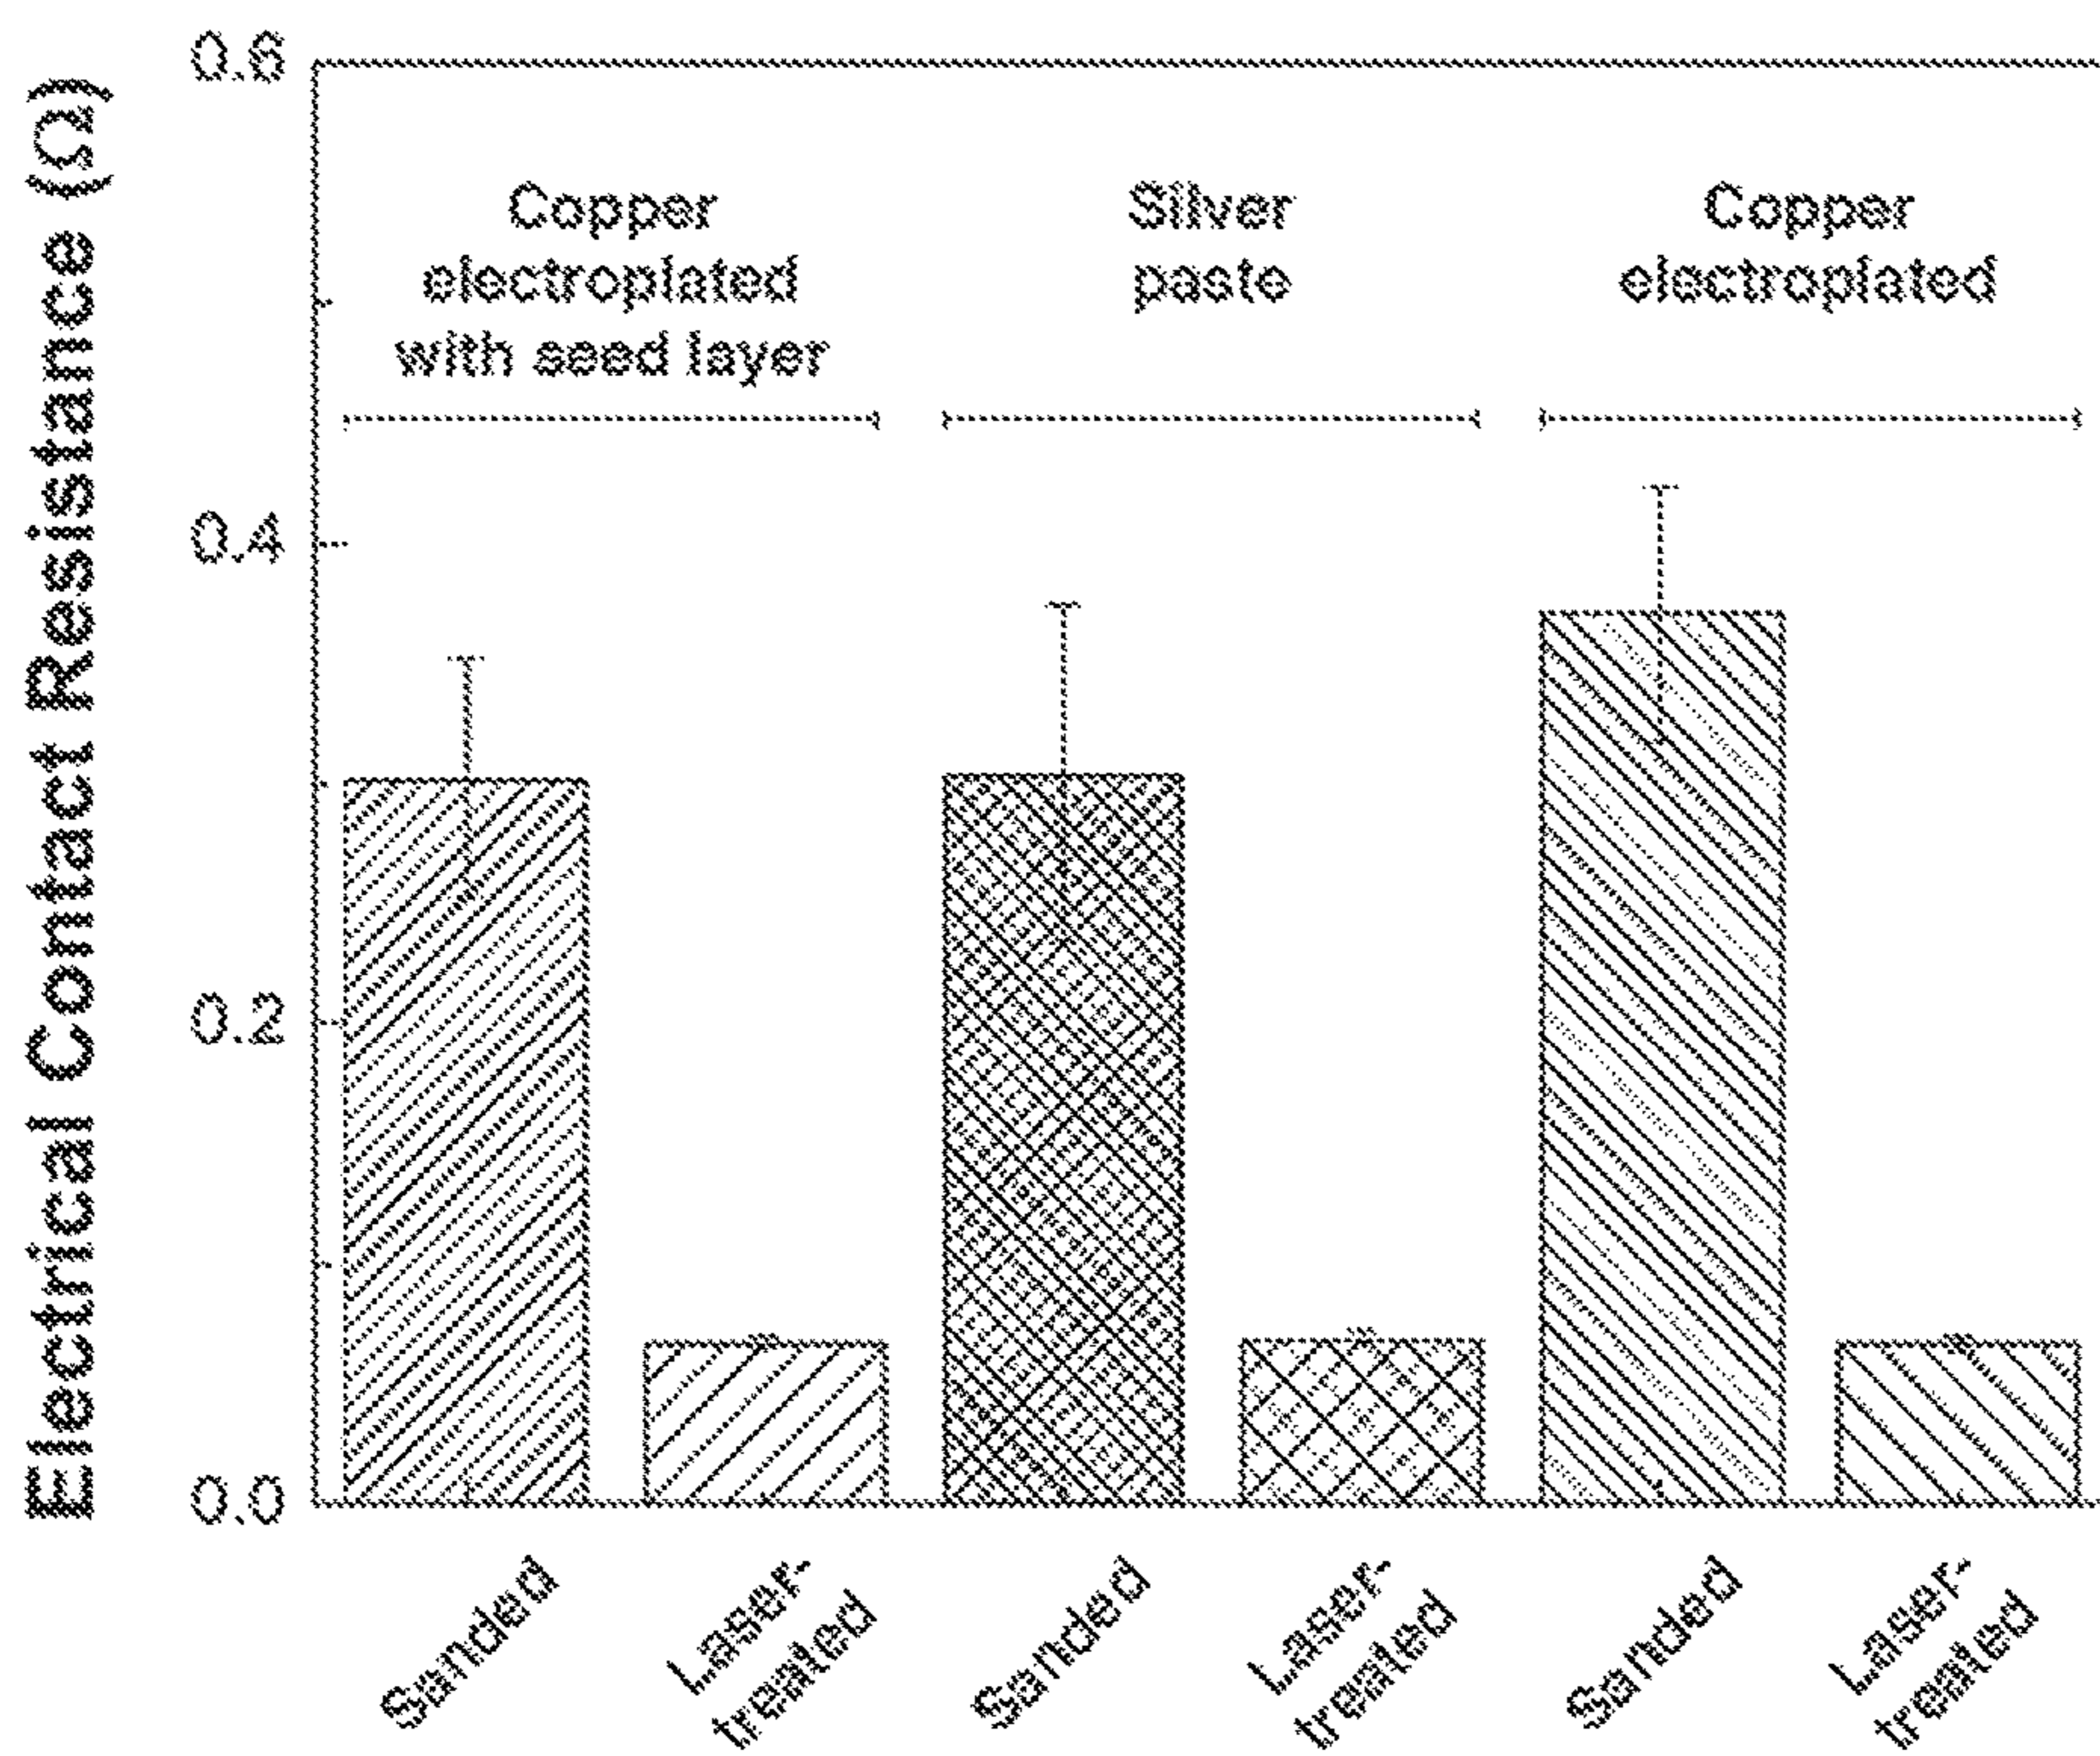 Electrical Contact Resistance (Ω)
0.6
0.4
0.2
0.0
Copper
electroplated
with seed layer
Silver
paste
Copper
electroplated
Sanded
Laser-
treated
Sanded
Laser-
treated
Sanded
Laser-
treated